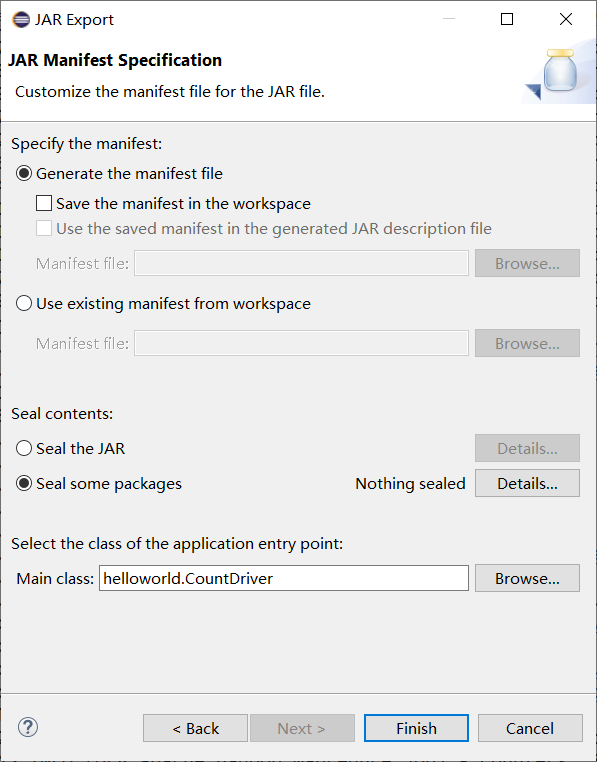 JAR Export
JAR Manifest Specification
Customize the manifest file for the JAR file.
Specify the manifest:
Generate the manifest file
Save the manifest in the workspace
Use the saved manifest in the generated JAR description file
Manifest file: Browse...
Use existing manifest from workspace
Manifest file: Browse...
Seal contents:
Seal the JAR Details...
Seal some packages Nothing sealed Details...
Select the class of the application entry point:
Main class: helloworld.CountDriver Browse...
? < Back Next > Finish Cancel